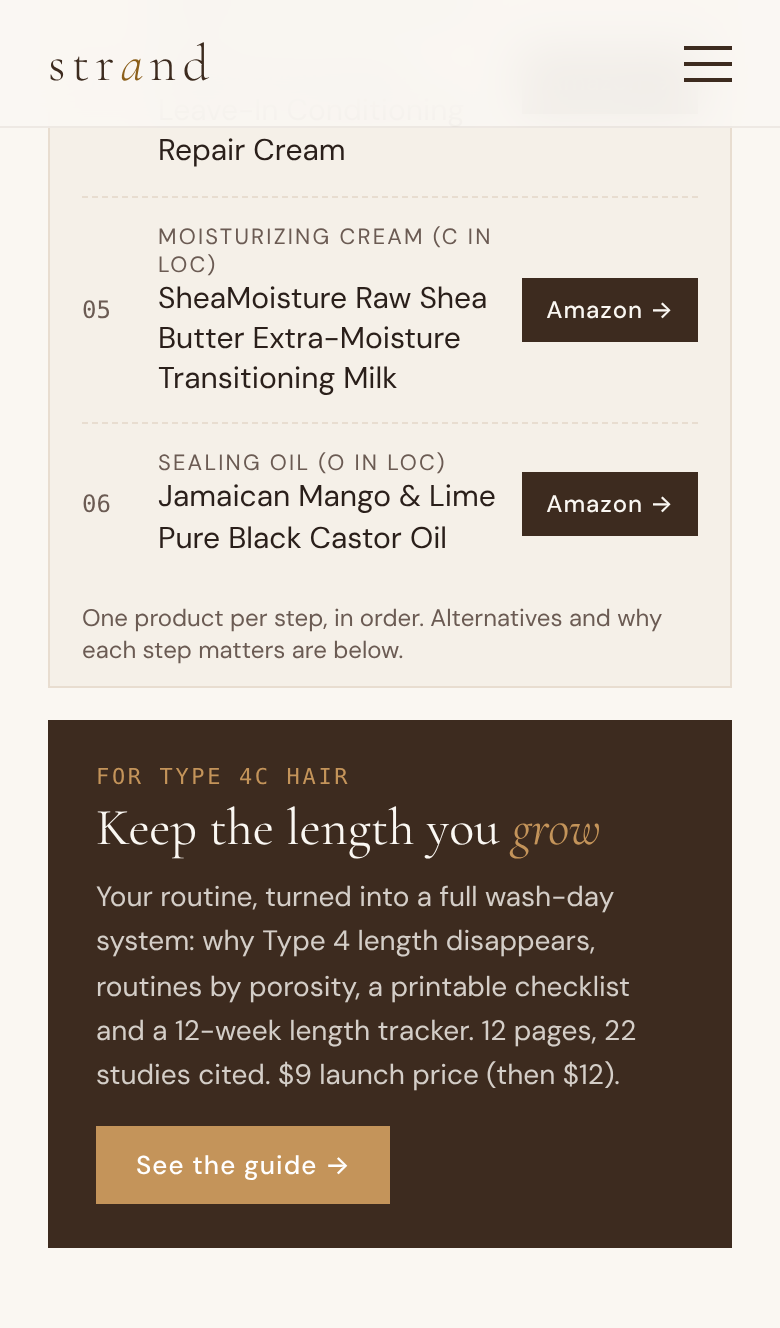 strand
Leave-In Conditioning
Repair Cream
MOISTURIZING CREAM (C IN
LOC)
05
SheaMoisture Raw Shea
Butter Extra-Moisture
Transitioning Milk
Amazon →
SEALING OIL (O IN LOC)
06
Jamaican Mango & Lime
Pure Black Castor Oil
Amazon →
One product per step, in order. Alternatives and why
each step matters are below.
FOR TYPE 4C HAIR
Keep the length you grow
Your routine, turned into a full wash-day
system: why Type 4 length disappears,
routines by porosity, a printable checklist
and a 12-week length tracker. 12 pages, 22
studies cited. $9 launch price (then $12).
See the guide →